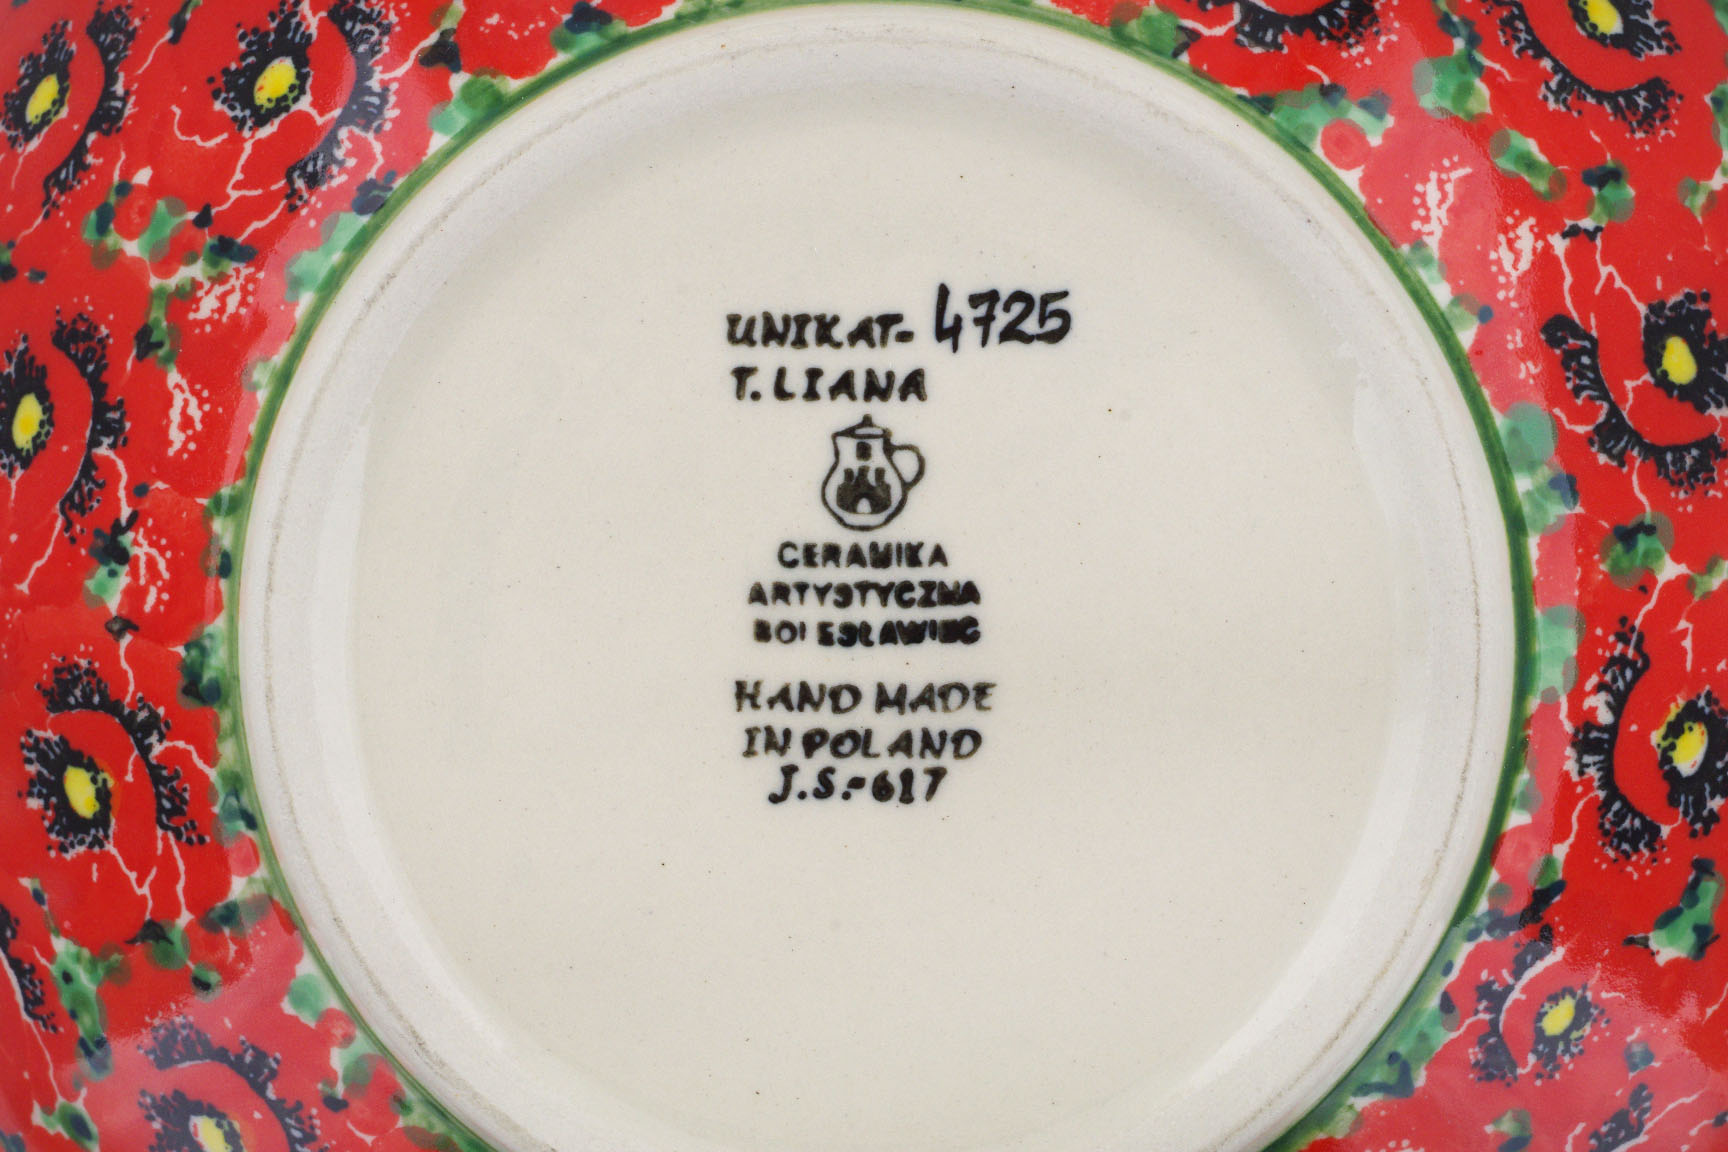 UNIKAT- 4725
T. LIANA
CERAMIKA
ARTYSTYCZNA
BOLESŁAWIEC
HAND MADE
IN POLAND
J.S.-617